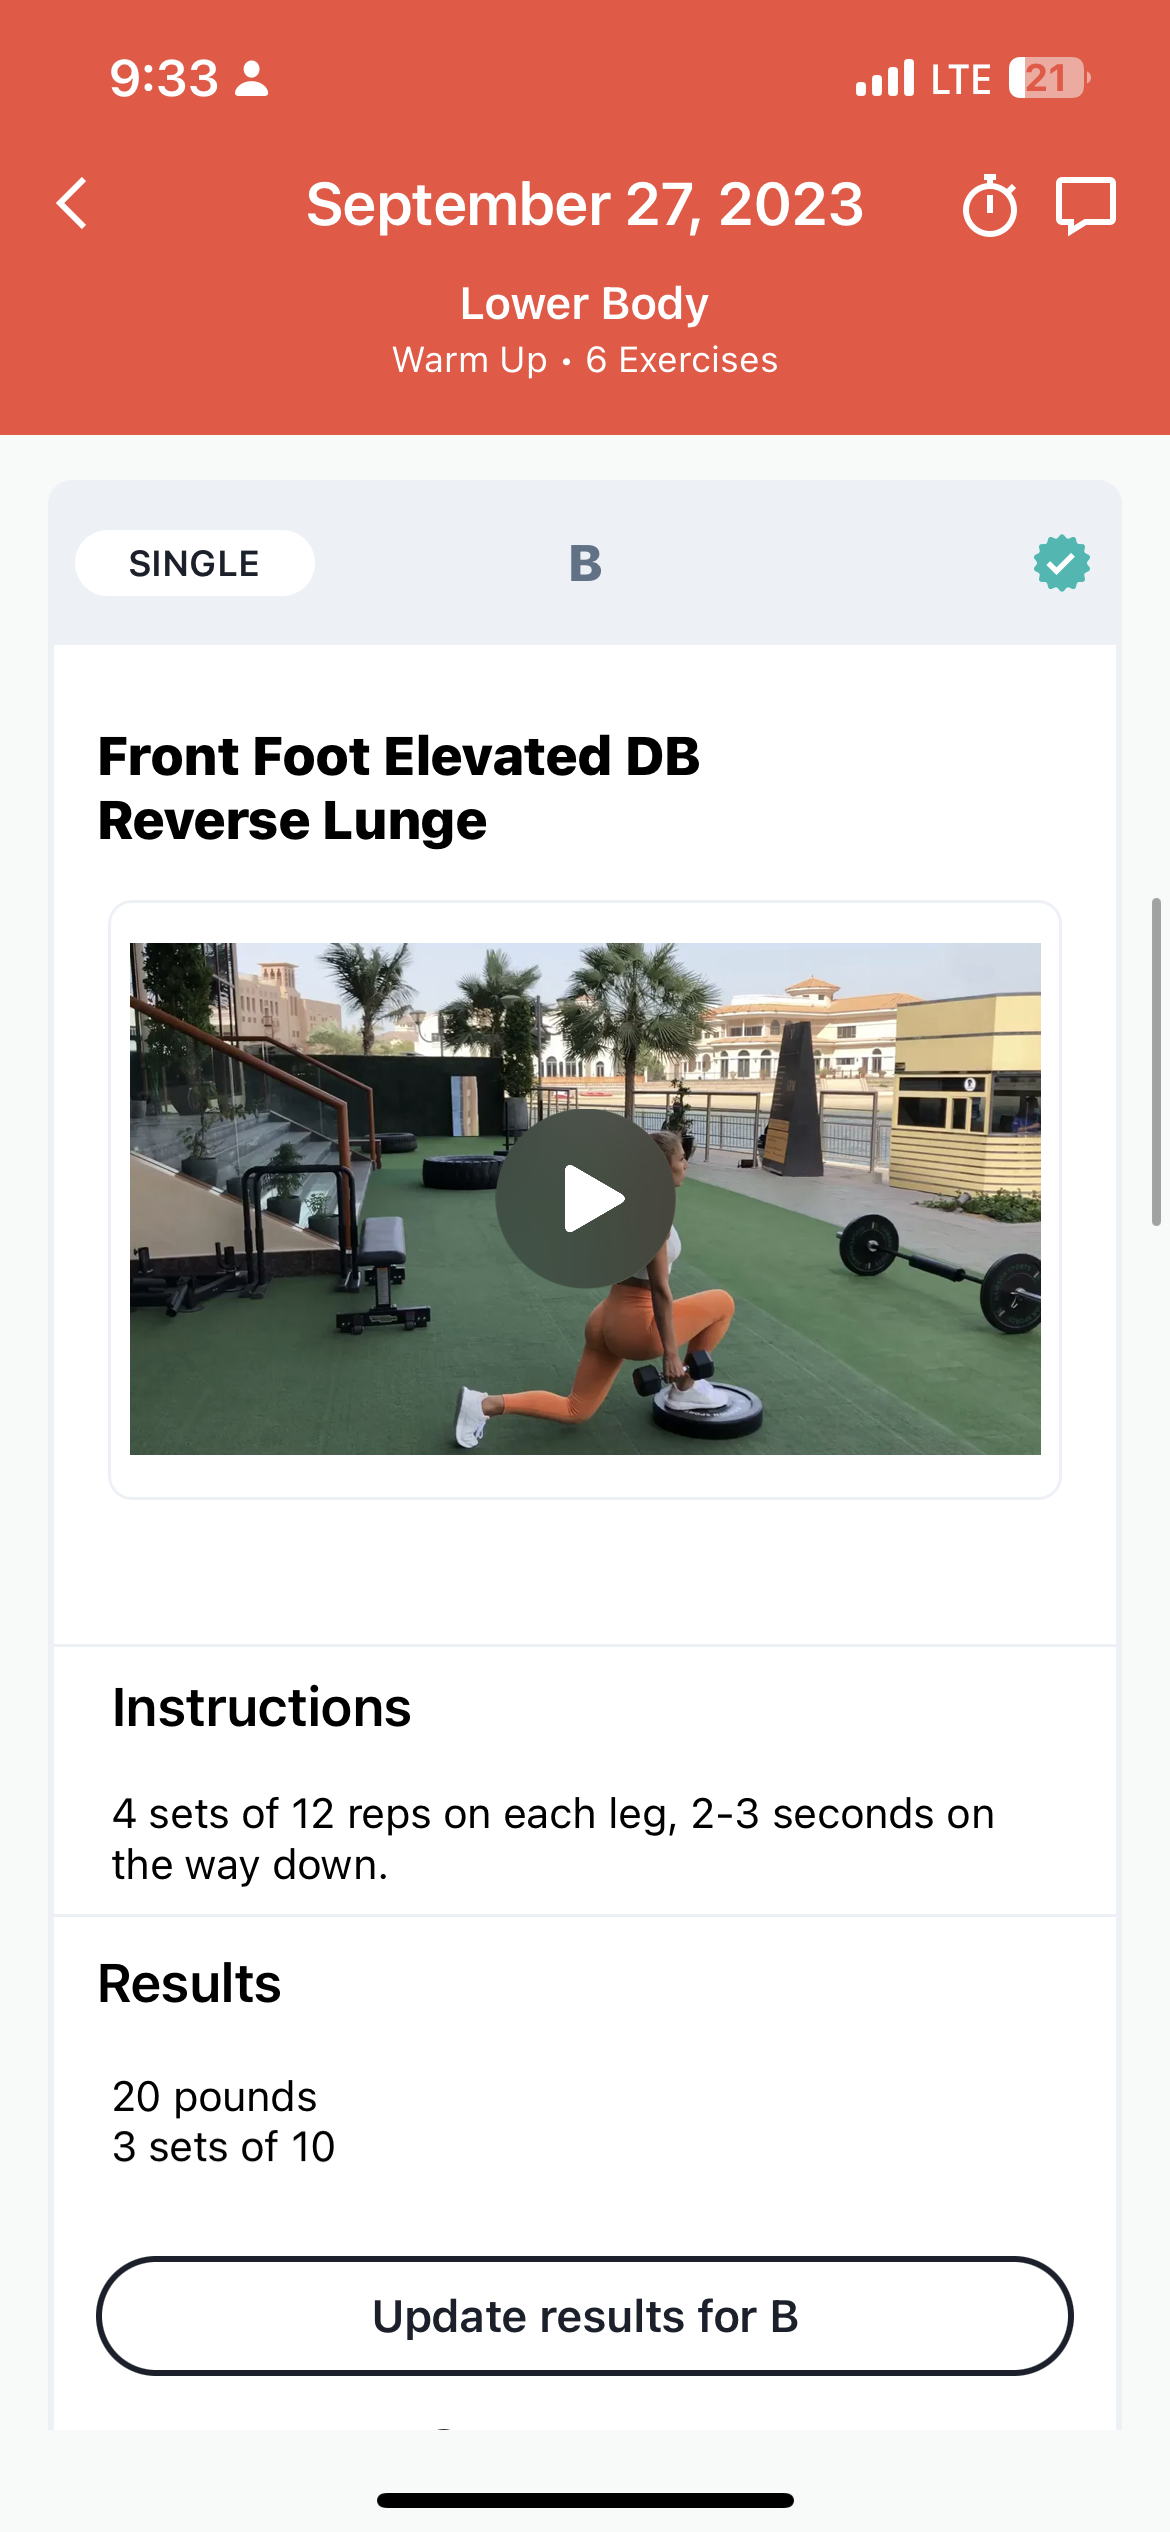 9:33
LTE
21
September 27, 2023
Lower Body
Warm Up • 6 Exercises
SINGLE
B
Front Foot Elevated DB
Reverse Lunge
Instructions
4 sets of 12 reps on each leg, 2-3 seconds on
the way down.
Results
20 pounds
3 sets of 10
Update results for B